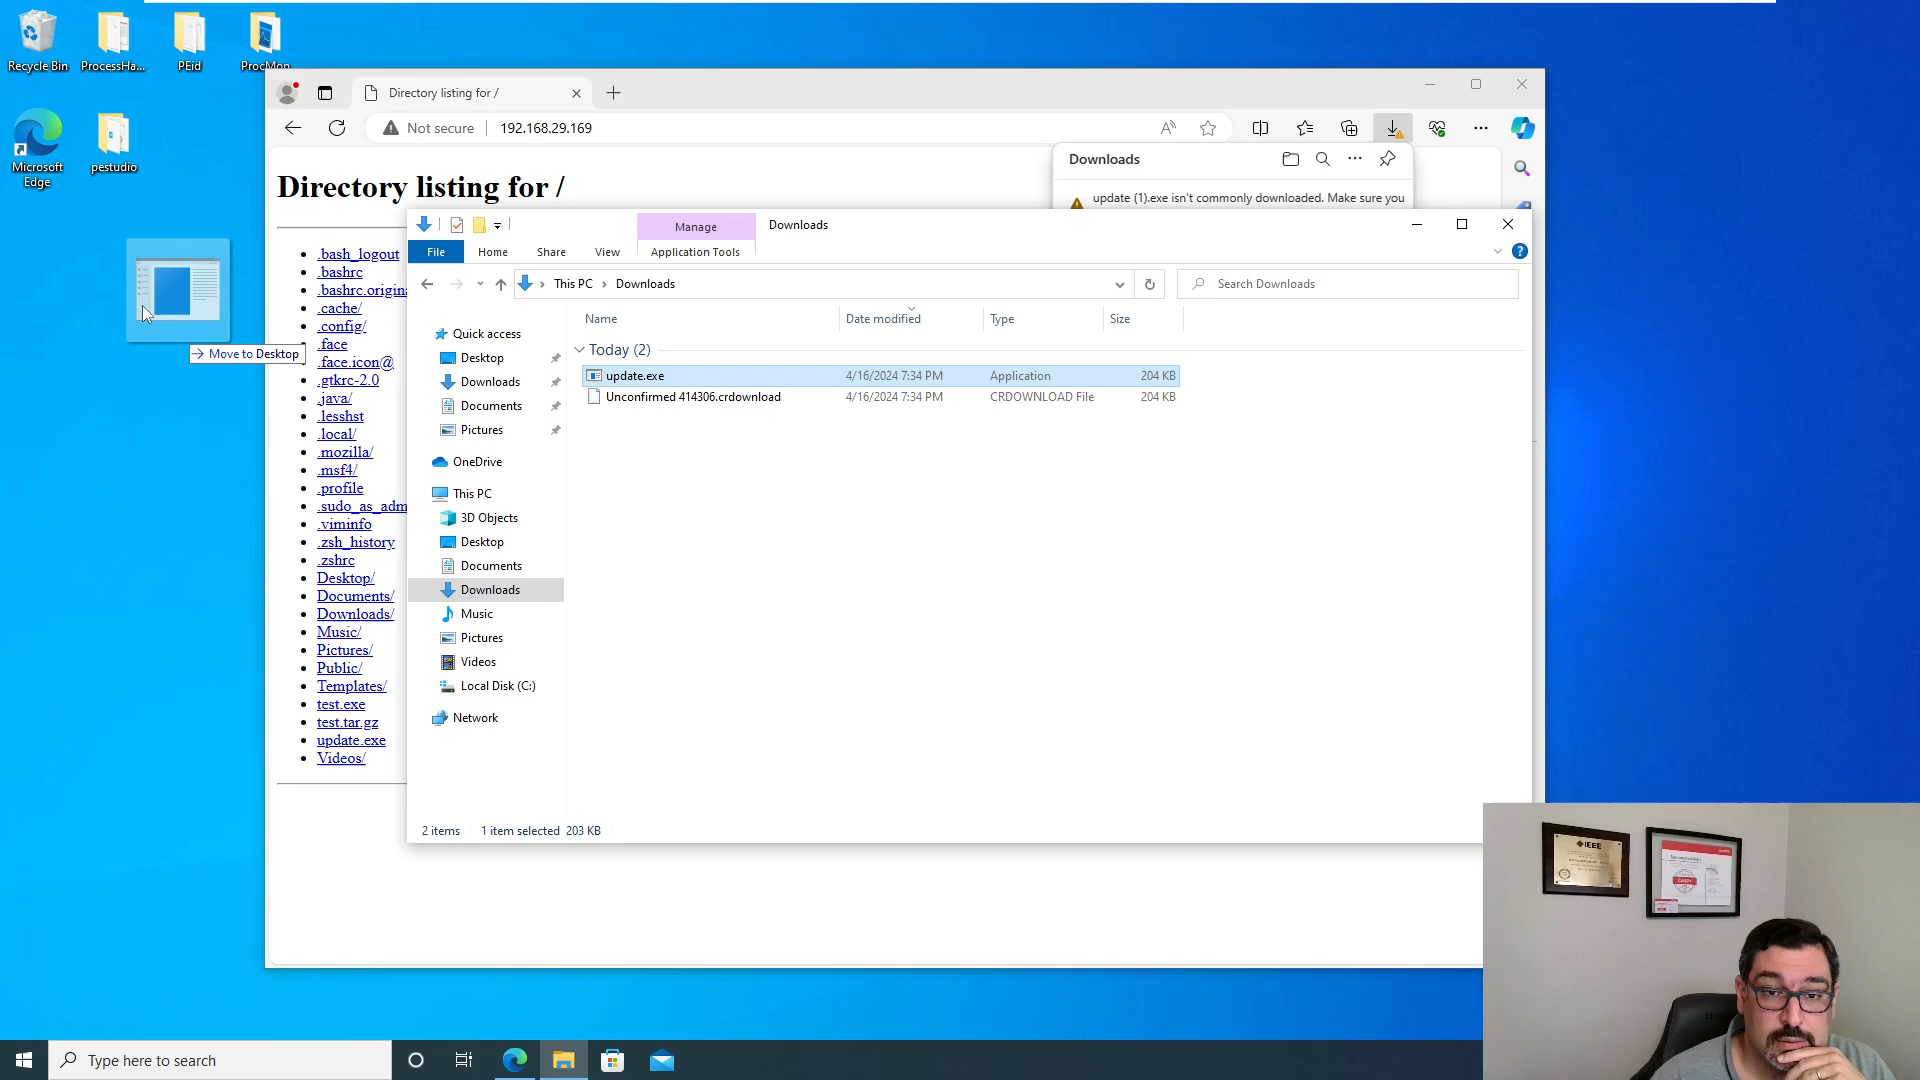 Recycle Bin
ProcessHa...
PEid
ProcMon
Microsoft
Edge
pestudio
Directory listing for /
Not secure
192.168.29.169
Directory listing for /
Downloads
update (1).exe isn't commonly downloaded. Make sure you
.bash_logout
.bashrc
.bashrc.origina
.cache/
.config/
.face
.face.icon@
.gtkrc-2.0
.java/
.lesshst
.local/
.mozilla/
.msf4/
.profile
.sudo_as_adm
.viminfo
.zsh_history
.zshrc
Desktop/
Documents/
Downloads/
Music/
Pictures/
Public/
Templates/
test.exe
test.tar.gz
update.exe
Videos/
Move to Desktop
Manage
Downloads
File
Home
Share
View
Application Tools
This PC
Downloads
Search Downloads
Name
Date modified
Type
Size
Today (2)
update.exe
4/16/2024 7:34 PM
Application
204 KB
Unconfirmed 414306.crdownload
4/16/2024 7:34 PM
CRDOWNLOAD File
204 KB
Quick access
Desktop
Downloads
Documents
Pictures
OneDrive
This PC
3D Objects
Desktop
Documents
Downloads
Music
Pictures
Videos
Local Disk (C:)
Network
2 items
1 item selected 203 KB
IEEE
Type here to search